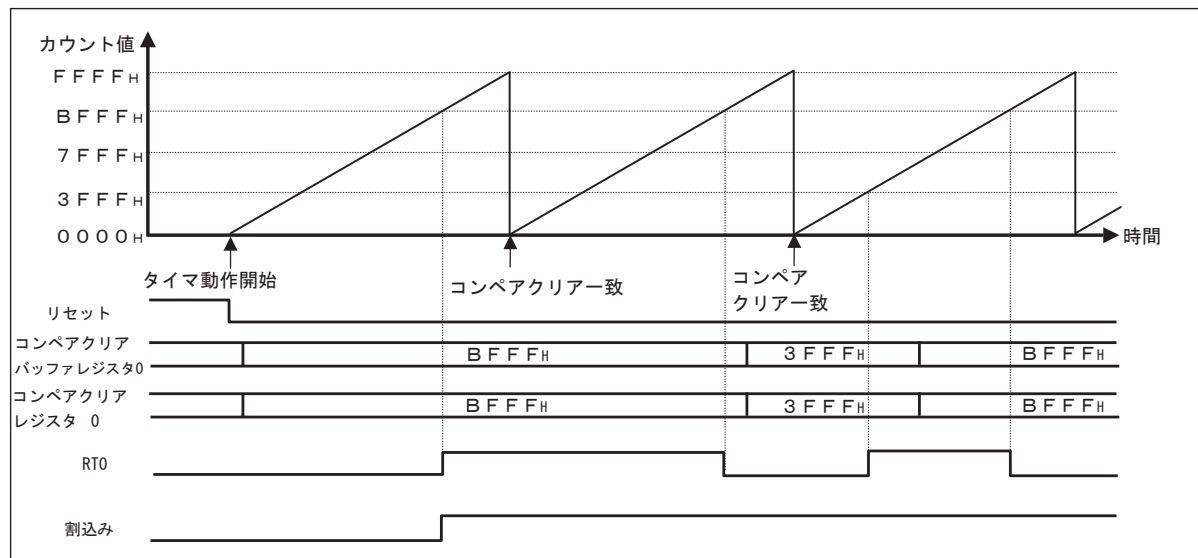 カウント値
ＦＦＦＦH
ＢＦＦＦH
７ＦＦＦH
３ＦＦＦH
００００H
時間
タイマ動作開始
コンペアクリア一致
コンペア
クリア一致
リセット
コンペアクリア
バッファレジスタ0
ＢＦＦＦH
３ＦＦＦH
ＢＦＦＦH
コンペアクリア
レジスタ 0
ＢＦＦＦH
３ＦＦＦH
ＢＦＦＦH
RT0
割込み